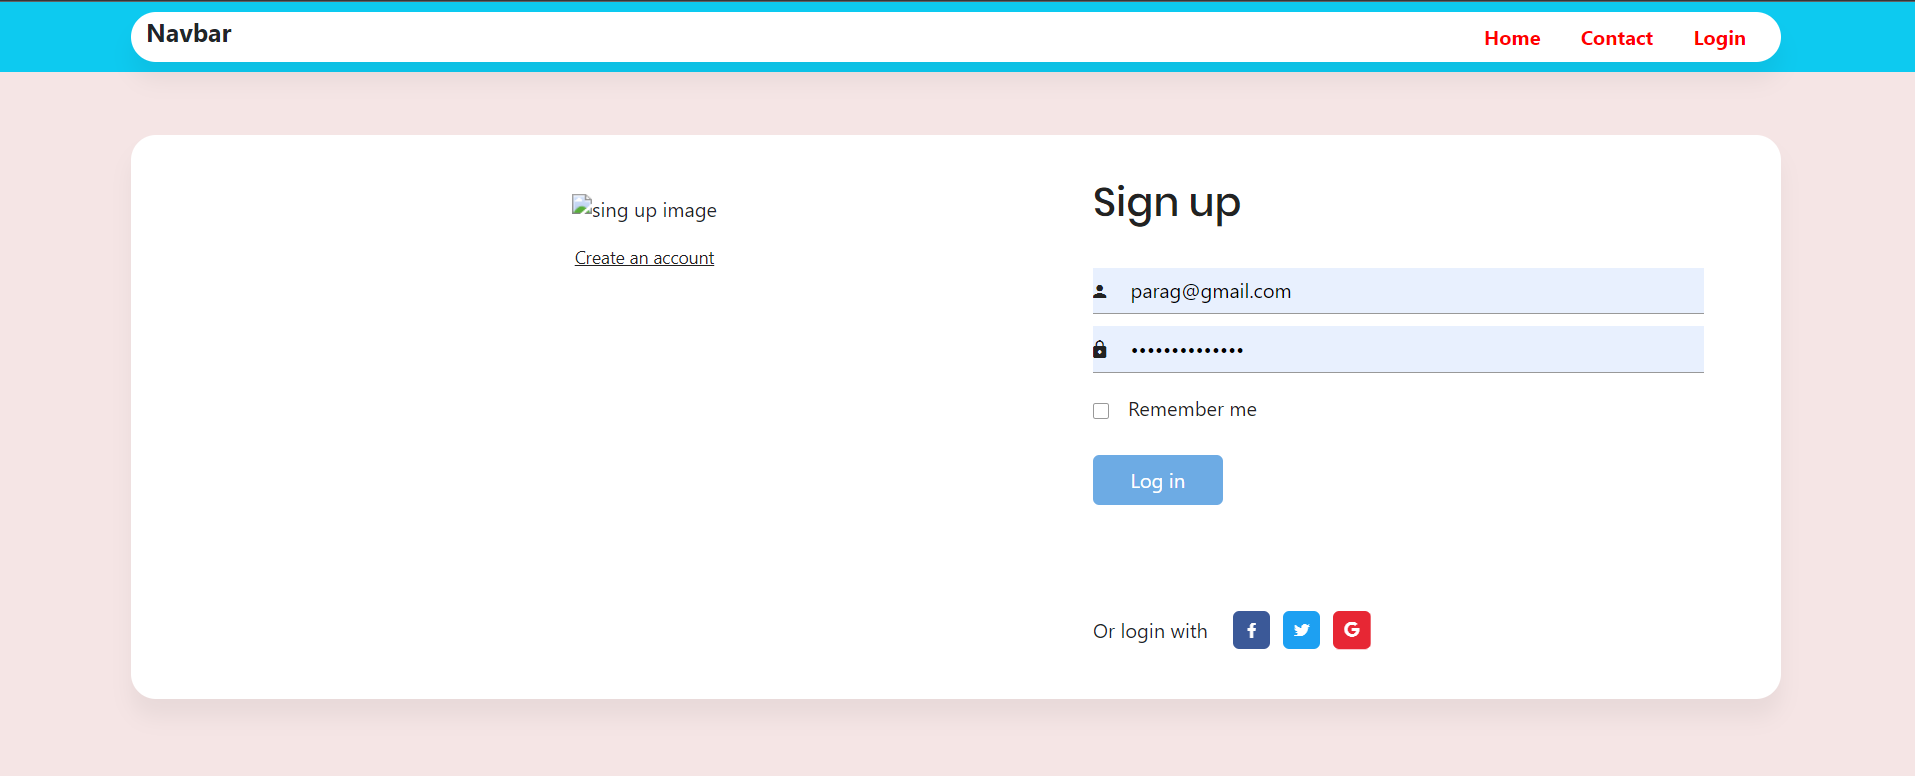 Navbar
Home Contact Login
sing up image
Create an account
Sign up
parag@gmail.com
••••••••••••••
Remember me
Log in
Or login with